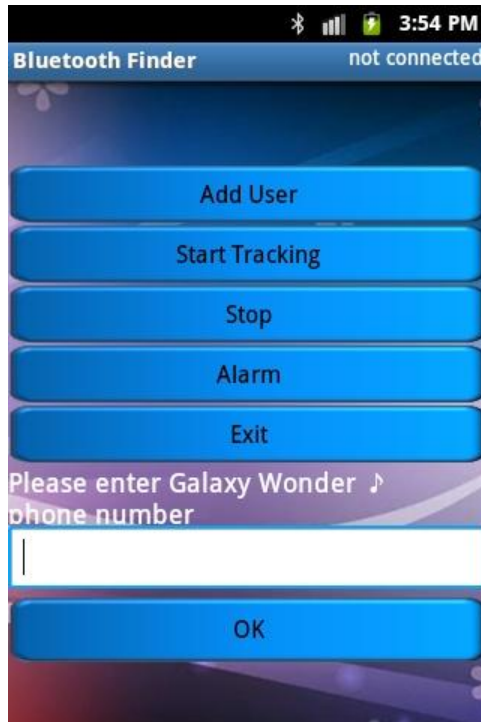 3:54 PM
Bluetooth Finder not connected
Add User
Start Tracking
Stop
Alarm
Exit
Please enter Galaxy Wonder ♪
phone number
OK